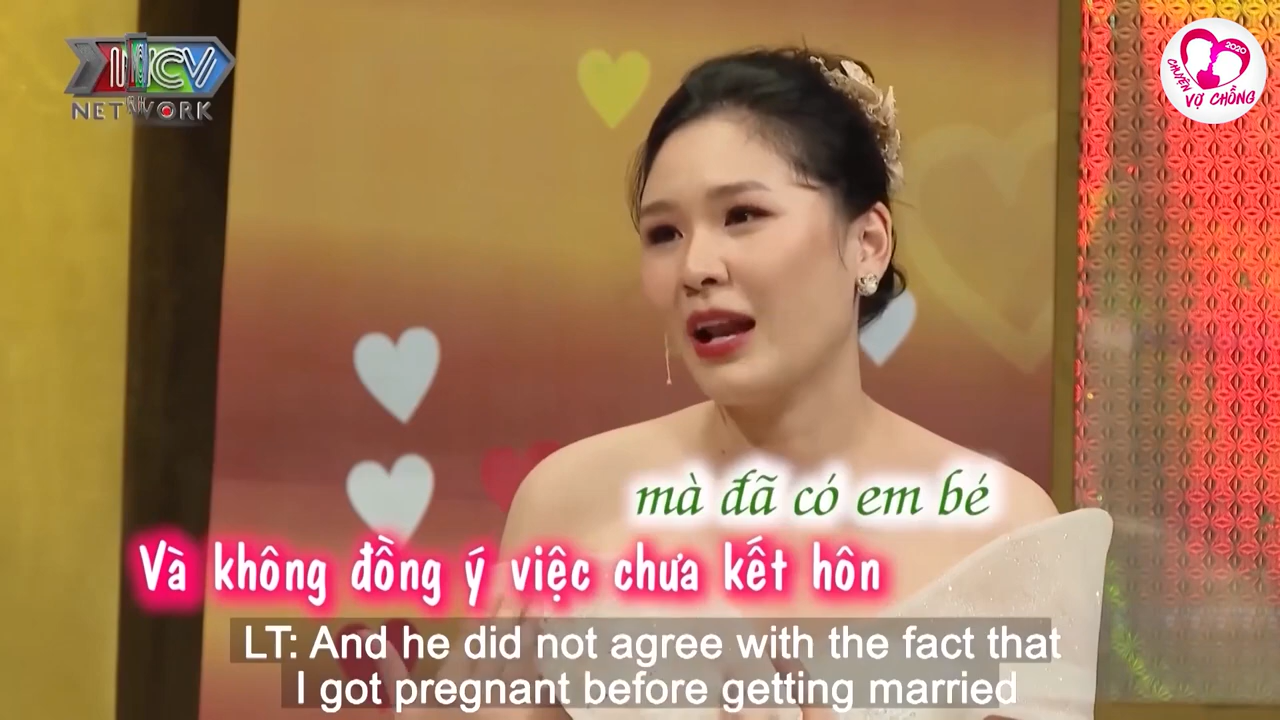 MCV
NETWORK
2020
CHUYỆN
VỢ CHỒNG
mà đã có em bé
Và không đồng ý việc chưa kết hôn
LT: And he did not agree with the fact that
I got pregnant before getting married